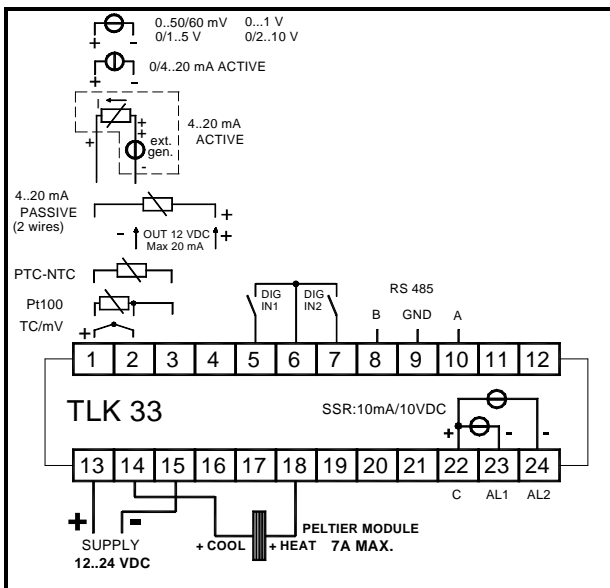 0..50/60 mV 0...1 V
0/1..5 V 0/2..10 V
+ -
0/4..20 mA ACTIVE
+ -
+
+
+ ext.
gen.
-
4..20 mA
ACTIVE
4..20 mA
PASSIVE
(2 wires)
+
- OUT 12 VDC +
Max 20 mA
PTC-NTC
Pt100
TC/mV
+ -
DIG
IN1
DIG
IN2
RS 485
B GND A
1 2 3 4 5 6 7 8 9 10 11 12
TLK 33
SSR:10mA/10VDC
+ - -
13 14 15 16 17 18 19 20 21 22 23 24
C AL1 AL2
+ -
SUPPLY
12..24 VDC
+ COOL + HEAT
PELTIER MODULE
7A MAX.